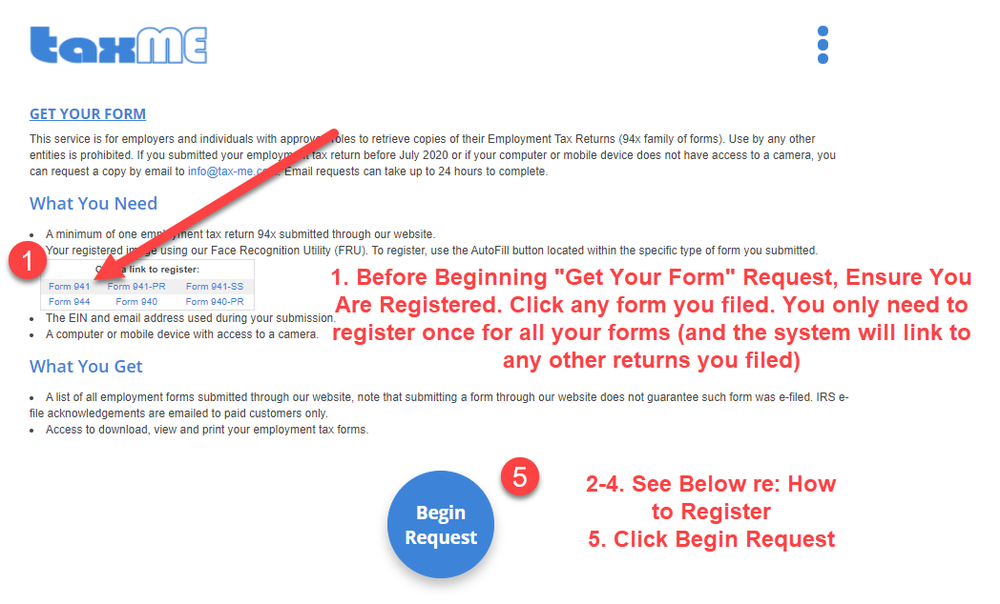 taxME
GET YOUR FORM
This service is for employers and individuals with approved roles to retrieve copies of their Employment Tax Returns (94x family of forms). Use by any other
entities is prohibited. If you submitted your employment tax return before July 2020 or if your computer or mobile device does not have access to a camera, you
can request a copy by email to info@tax-me.com. Email requests can take up to 24 hours to complete.
What You Need
• A minimum of one employment tax return 94x submitted through our website.
• Your registered image using our Face Recognition Utility (FRU). To register, use the AutoFill button located within the specific type of form you submitted.
1
a link to register:
Form 941 Form 941-PR Form 941-SS
Form 944 Form 940 Form 940-PR
• The EIN and email address used during your submission.
• A computer or mobile device with access to a camera.
1. Before Beginning "Get Your Form" Request, Ensure You
Are Registered. Click any form you filed. You only need to
register once for all your forms (and the system will link to
any other returns you filed)
What You Get
• A list of all employment forms submitted through our website, note that submitting a form through our website does not guarantee such form was e-filed. IRS e-
file acknowledgements are emailed to paid customers only.
• Access to download, view and print your employment tax forms.
Begin
Request
5
2-4. See Below re: How
to Register
5. Click Begin Request